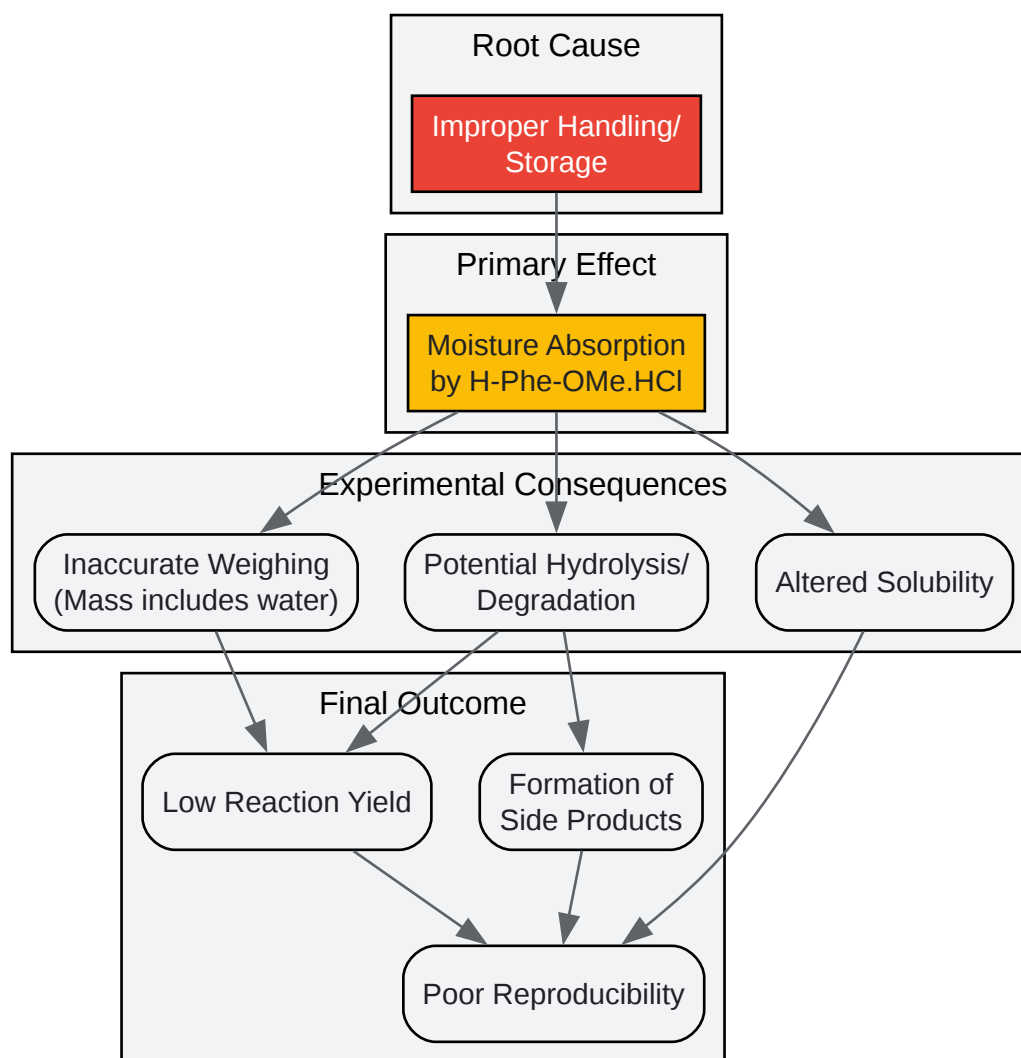 Root Cause
Improper Handling/
Storage
Primary Effect
Moisture Absorption
by H-Phe-OMe.HCl
Experimental Consequences
Inaccurate Weighing
(Mass includes water)
Potential Hydrolysis/
Degradation
Altered Solubility
Final Outcome
Low Reaction Yield
Formation of
Side Products
Poor Reproducibility